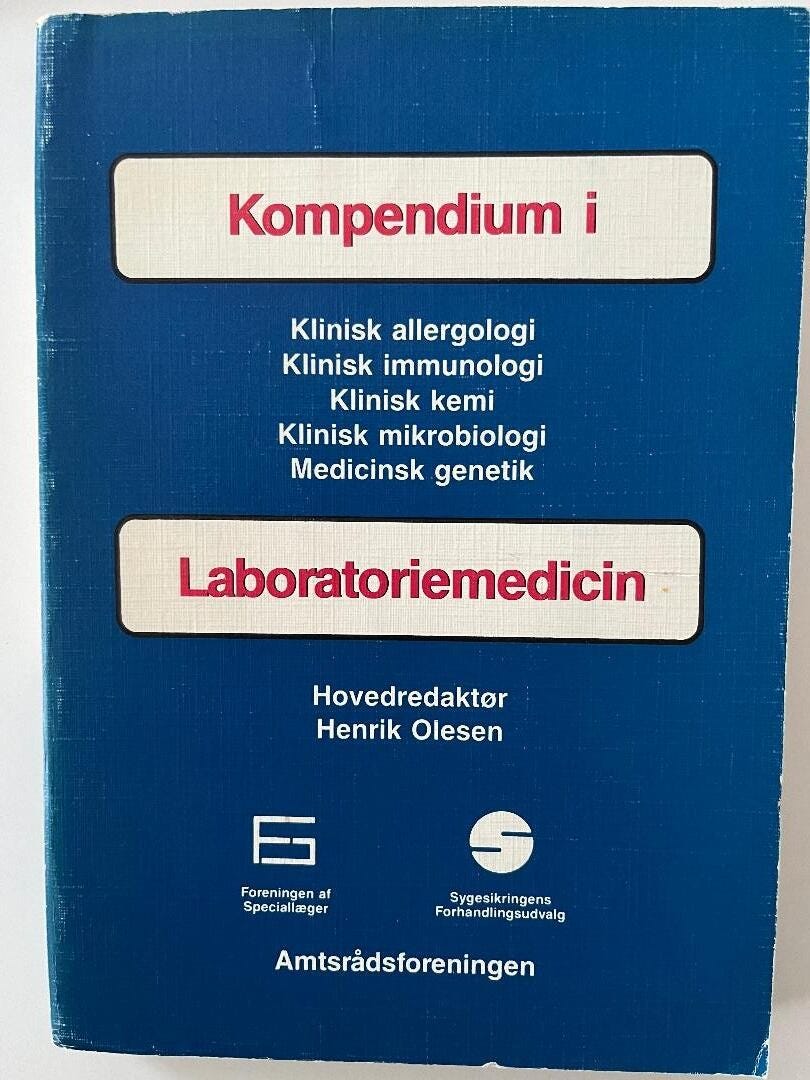 Kompendium i
Klinisk allergologi
Klinisk immunologi
Klinisk kemi
Klinisk mikrobiologi
Medicinsk genetik
Laboratoriemedicin
Hovedredaktør
Henrik Olesen
Foreningen af
Speciallæger
Sygesikringens
Forhandlingsudvalg
Amtsrådsforeningen